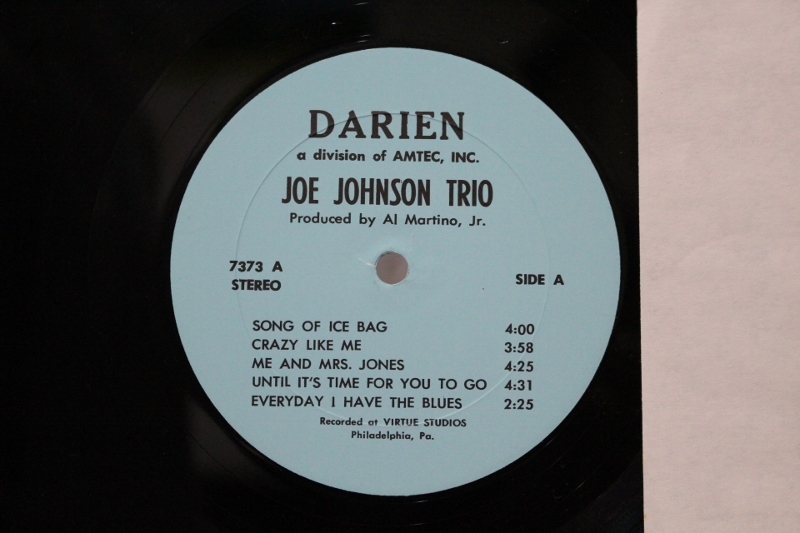 DARIEN
a division of AMTEC, INC.
JOE JOHNSON TRIO
Produced by Al Martino, Jr.
7373 A
STEREO
SIDE A
SONG OF ICE BAG 4:00
CRAZY LIKE ME 3:58
ME AND MRS. JONES 4:25
UNTIL IT'S TIME FOR YOU TO GO 4:31
EVERYDAY I HAVE THE BLUES 2:25
Recorded at VIRTUE STUDIOS
Philadelphia, Pa.